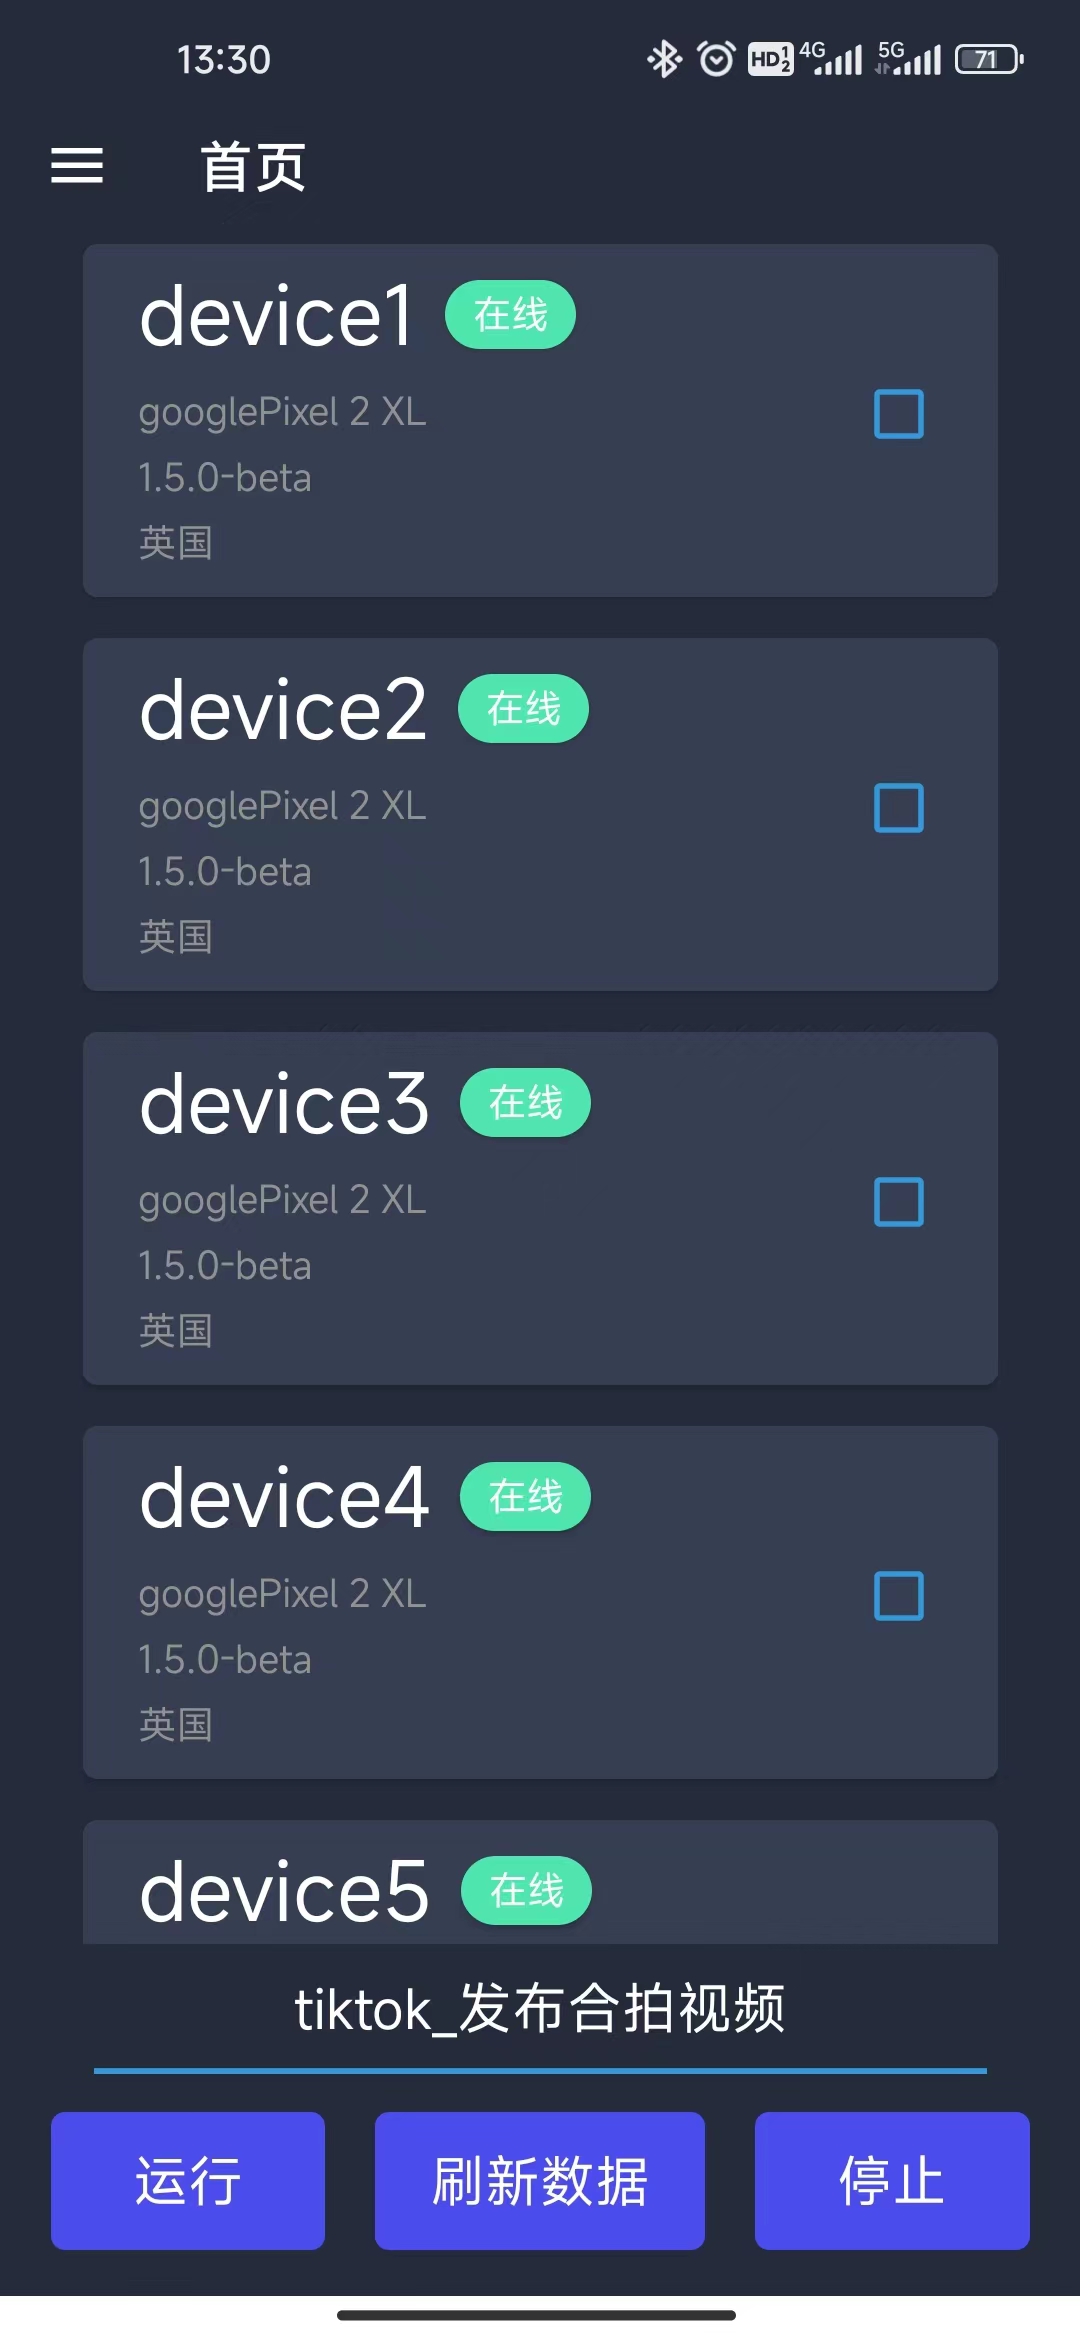 13:30
HD 1 2 4G 5G 71
首页
device1 在线
googlePixel 2 XL
1.5.0-beta
英国
device2 在线
googlePixel 2 XL
1.5.0-beta
英国
device3 在线
googlePixel 2 XL
1.5.0-beta
英国
device4 在线
googlePixel 2 XL
1.5.0-beta
英国
device5 在线
tiktok_发布合拍视频
运行 刷新数据 停止